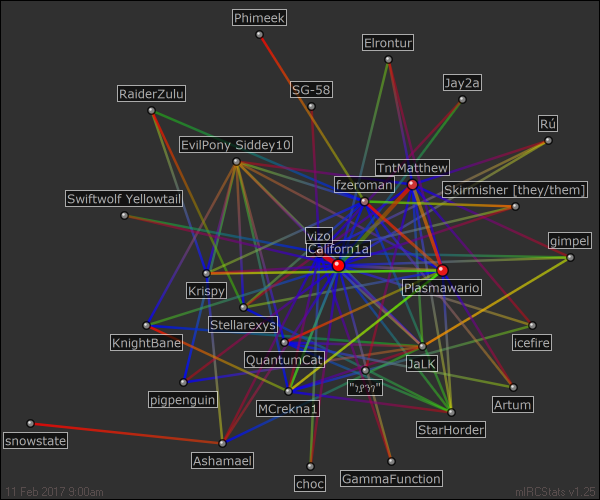 Phimeek
Elrontur
Jay2a
SG-58
RaiderZulu
Rú
EvilPony Siddey10
TntMatthew
fzeroman
Skirmisher [they/them]
Swiftwolf Yellowtail
vizo
gimpel
Californ1a
Krispy
Plasmawario
Stellarexys
KnightBane
icefire
QuantumCat
JaLK
pigpenguin
MCrekna1
Artum
StarHorder
snowstate
Ashamael
choc
GammaFunction
11 Feb 2017 9:00am
mIRCStats v1.25